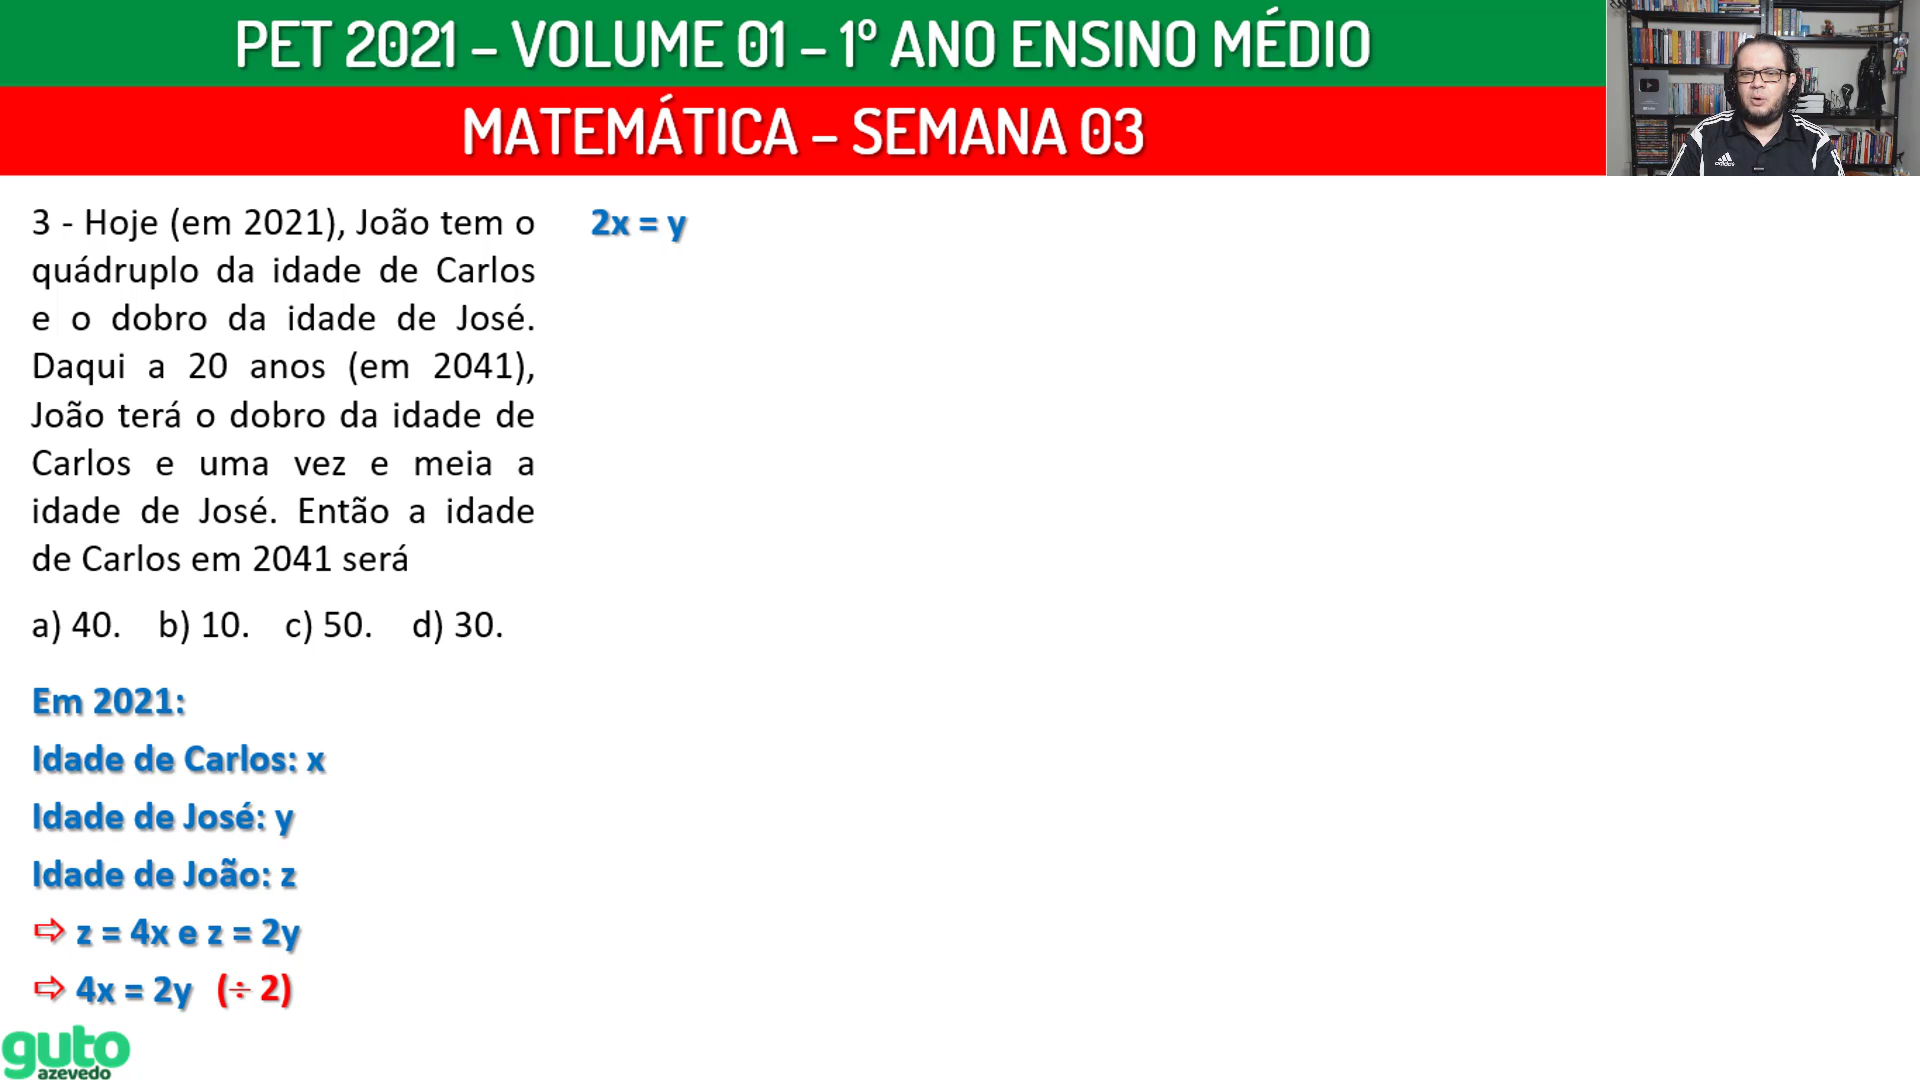 PET 2021 – VOLUME 01 – 1º ANO ENSINO MÉDIO
MATEMÁTICA – SEMANA 03
3 - Hoje (em 2021), João tem o
quádruplo da idade de Carlos
e o dobro da idade de José.
Daqui a 20 anos (em 2041),
João terá o dobro da idade de
Carlos e uma vez e meia a
idade de José. Então a idade
de Carlos em 2041 será
a) 40. b) 10. c) 50. d) 30.
Em 2021:
Idade de Carlos: x
Idade de José: y
Idade de João: z
⇨ z = 4x e z = 2y
⇨ 4x = 2y (÷ 2)
2x = y
guto
azevedo
adidas